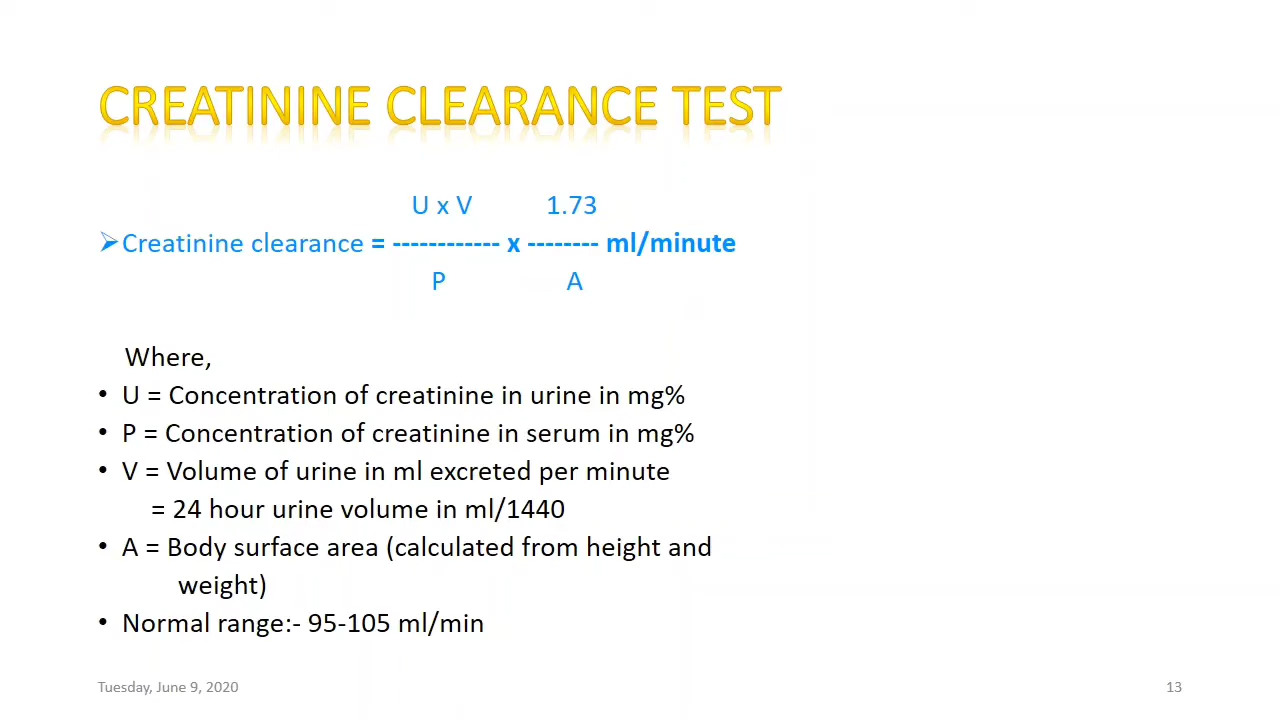 CREATININE CLEARANCE TEST
U x V 1.73
➢Creatinine clearance = ------------ x -------- ml/minute
P A
Where,
• U = Concentration of creatinine in urine in mg%
• P = Concentration of creatinine in serum in mg%
• V = Volume of urine in ml excreted per minute
= 24 hour urine volume in ml/1440
• A = Body surface area (calculated from height and
weight)
• Normal range:- 95-105 ml/min
Tuesday, June 9, 2020 13